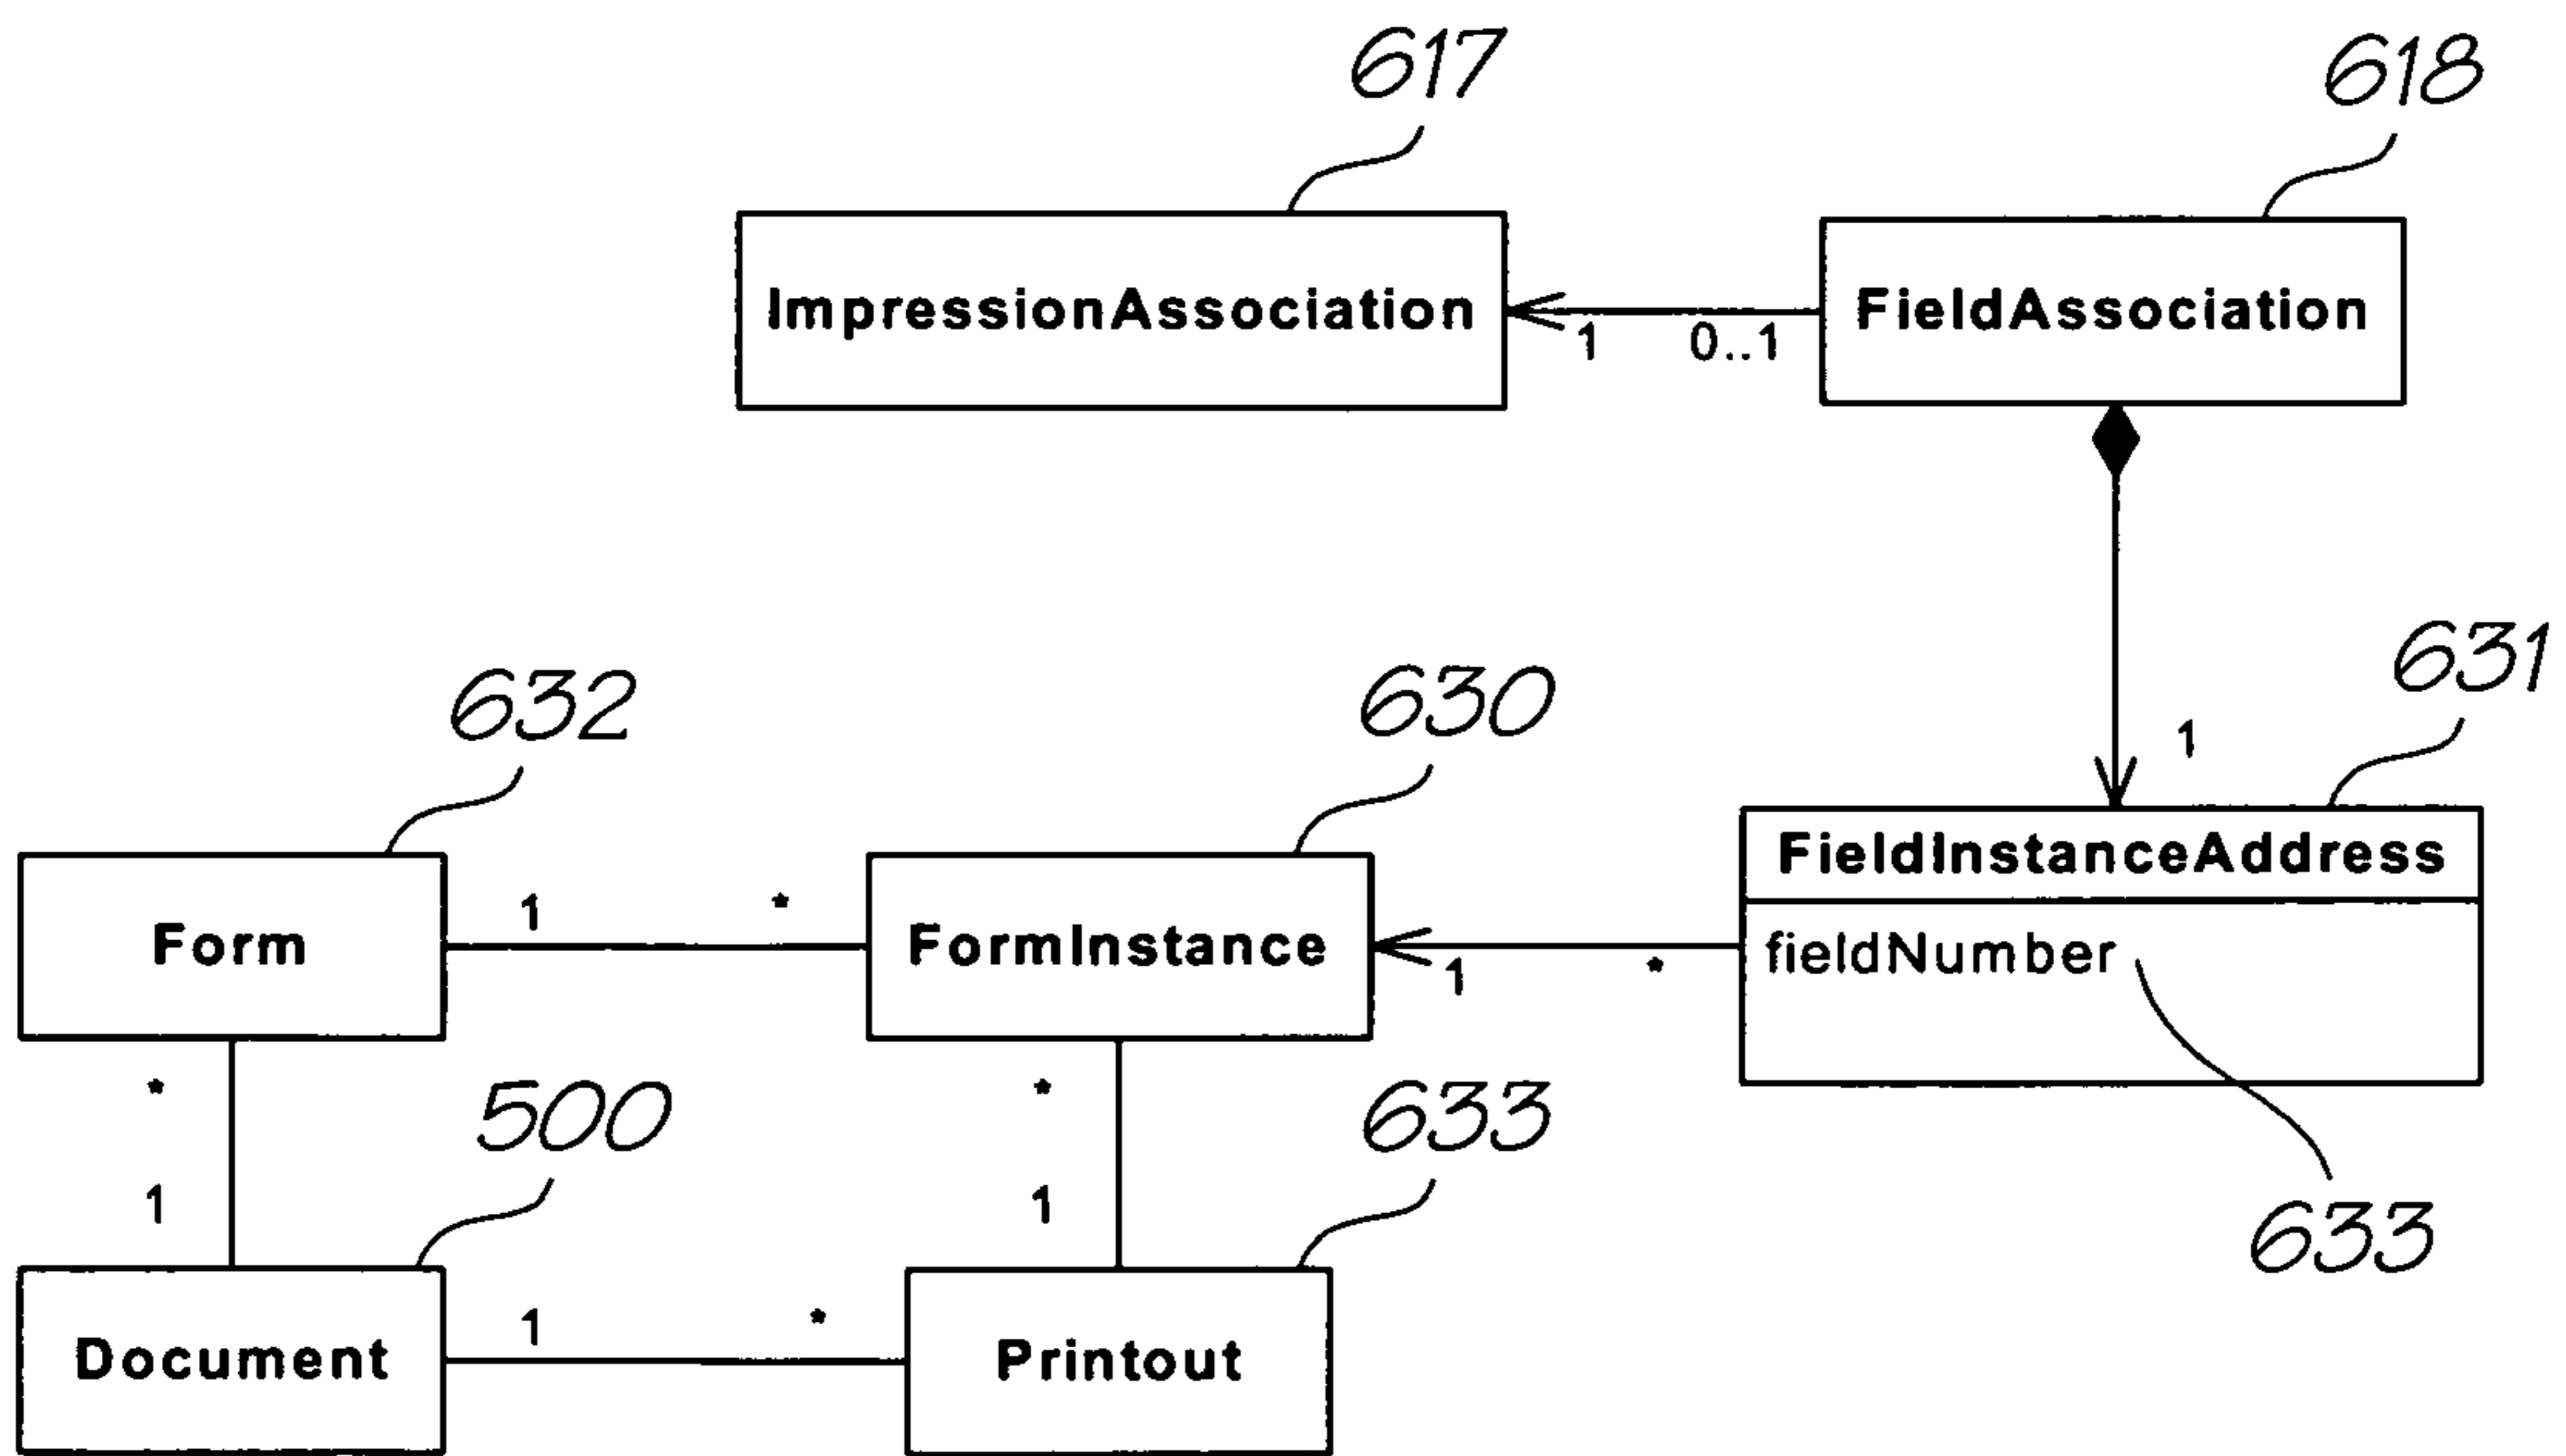 617
618
ImpressionAssociation
1
0..1
FieldAssociation
631
1
632
630
FieldInstanceAddress
Form
1
*
FormInstance
1
*
fieldNumber
*
500
*
633
633
1
1
Document
1
*
Printout